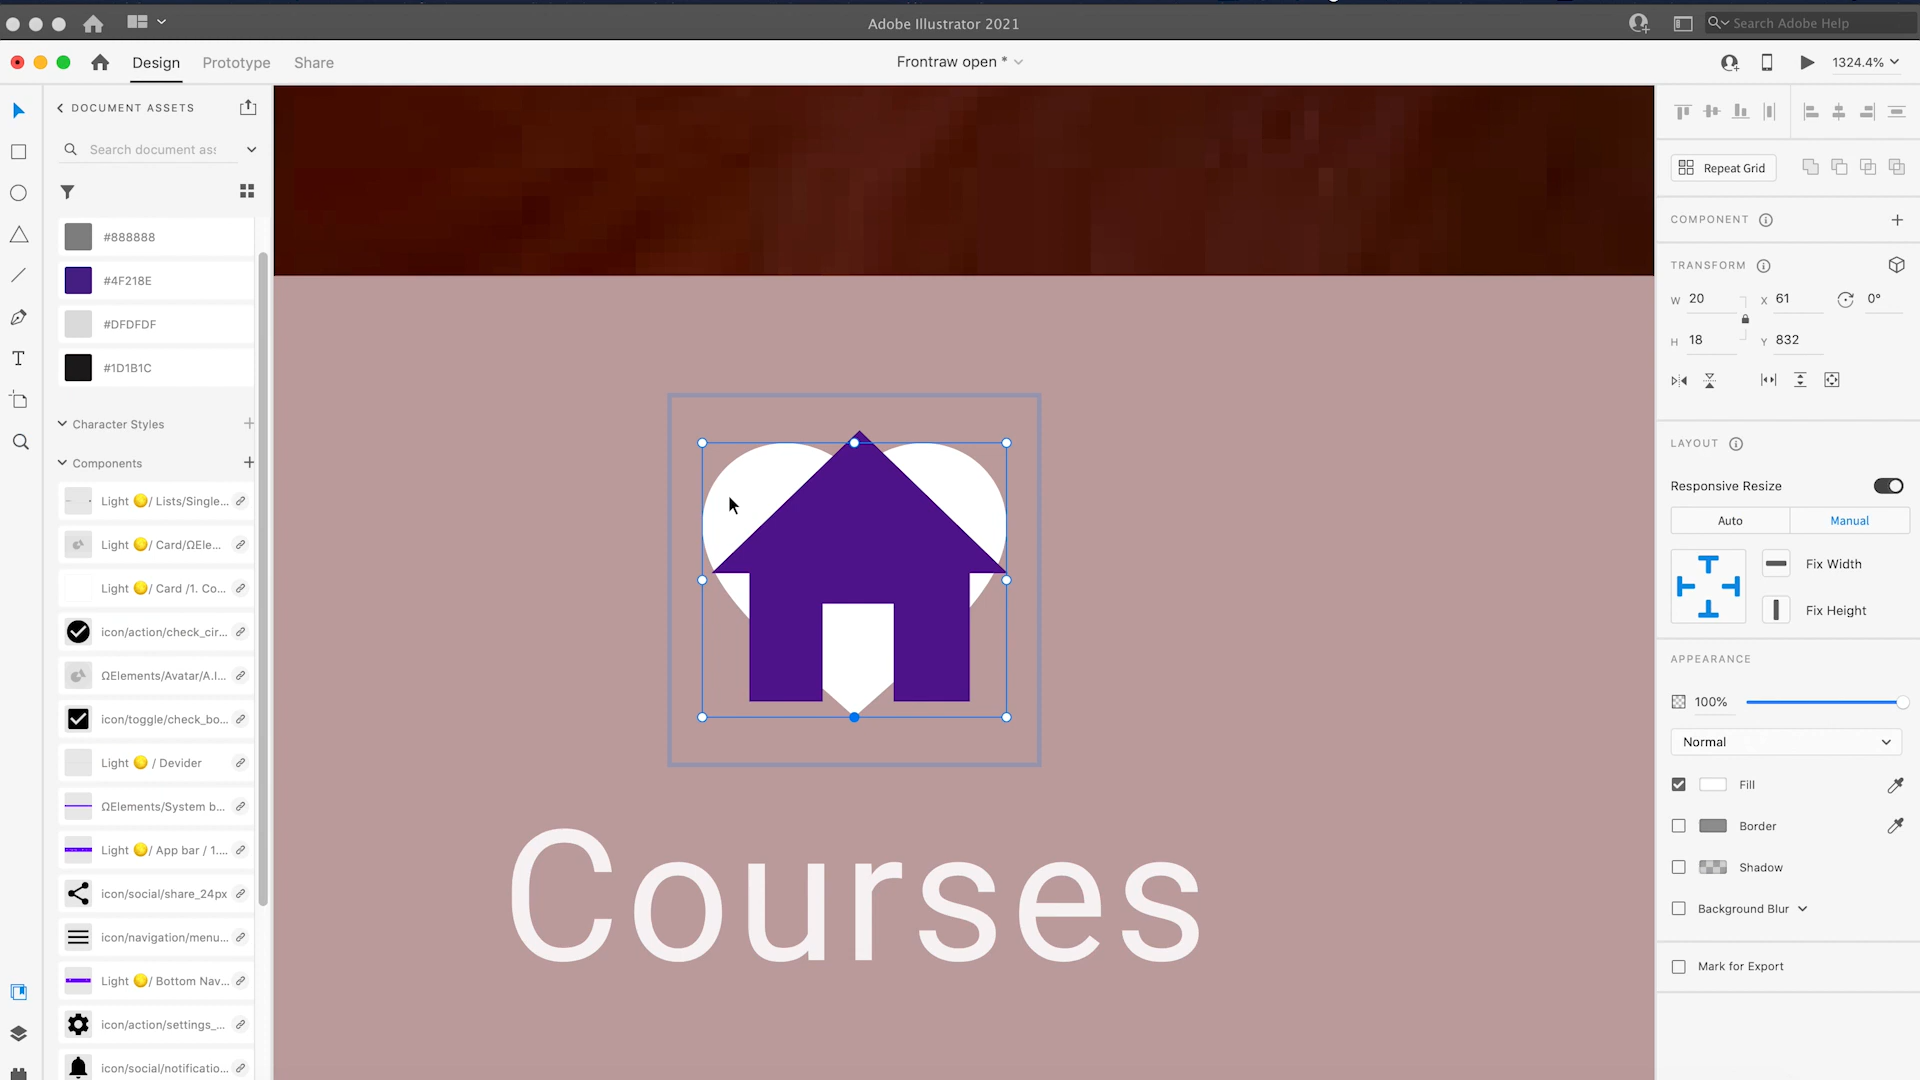 Adobe Illustrator 2021
Search Adobe Help
Design
Prototype
Share
Frontraw open *
1324.4%
DOCUMENT ASSETS
Search document ass
#888888
#4F218E
#DFDFDF
#1D1B1C
Character Styles
Components
Light 🟡/ Lists/Single...
Light 🟡/ Card/ΩEle...
Light 🟡/ Card /1. Co...
icon/action/check_cir...
ΩElements/Avatar/A.I...
icon/toggle/check_bo...
Light 🟡 / Devider
ΩElements/System b...
Light 🟡/ App bar / 1....
icon/social/share_24px
icon/navigation/menu...
Light 🟡/ Bottom Nav...
icon/action/settings_...
icon/social/notificatio...
Courses
Repeat Grid
COMPONENT
TRANSFORM
W 20
X 61
0°
H 18
Y 832
LAYOUT
Responsive Resize
Auto
Manual
Fix Width
Fix Height
APPEARANCE
100%
Normal
Fill
Border
Shadow
Background Blur
Mark for Export